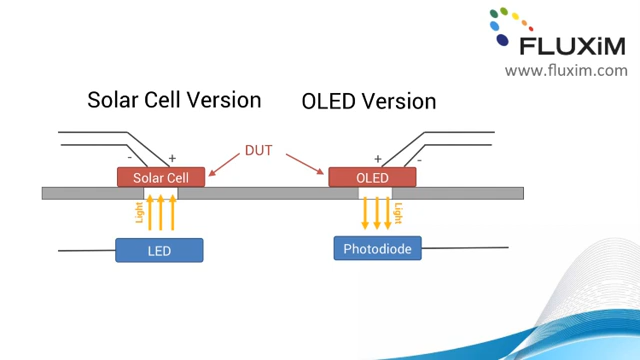 FLUXiM
www.fluxim.com
Solar Cell Version
OLED Version
DUT
- +
+ -
Solar Cell
OLED
Light
Light
LED
Photodiode